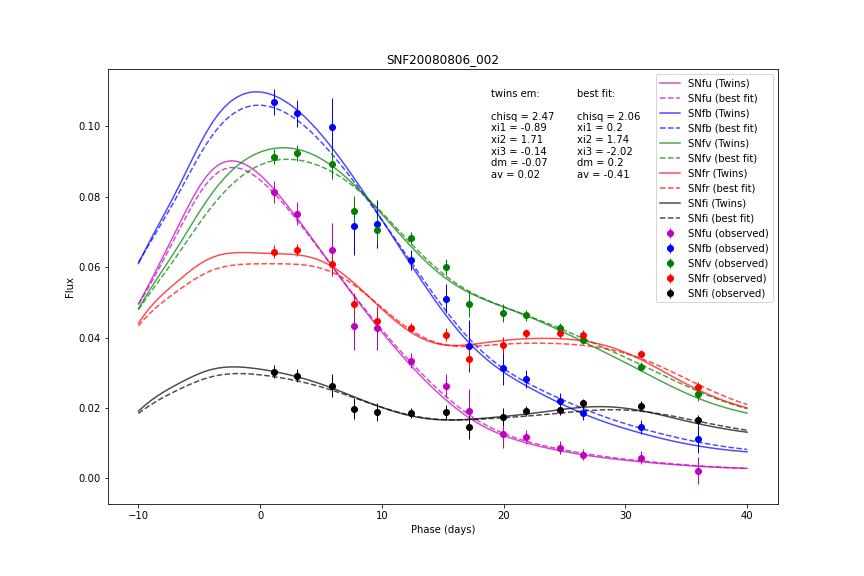 SNF20080806_002
twins em:
chisq = 2.47
xi1 = -0.89
xi2 = 1.71
xi3 = -0.14
dm = -0.07
av = 0.02
best fit:
chisq = 2.06
xi1 = 0.2
xi2 = 1.74
xi3 = -2.02
dm = 0.2
av = -0.41
SNfu (Twins)
SNfu (best fit)
SNfb (Twins)
SNfb (best fit)
SNfv (Twins)
SNfv (best fit)
SNfr (Twins)
SNfr (best fit)
SNfi (Twins)
SNfi (best fit)
SNfu (observed)
SNfb (observed)
SNfv (observed)
SNfr (observed)
SNfi (observed)
Flux
0.10
0.08
0.06
0.04
0.02
0.00
−10
0
10
20
30
40
Phase (days)